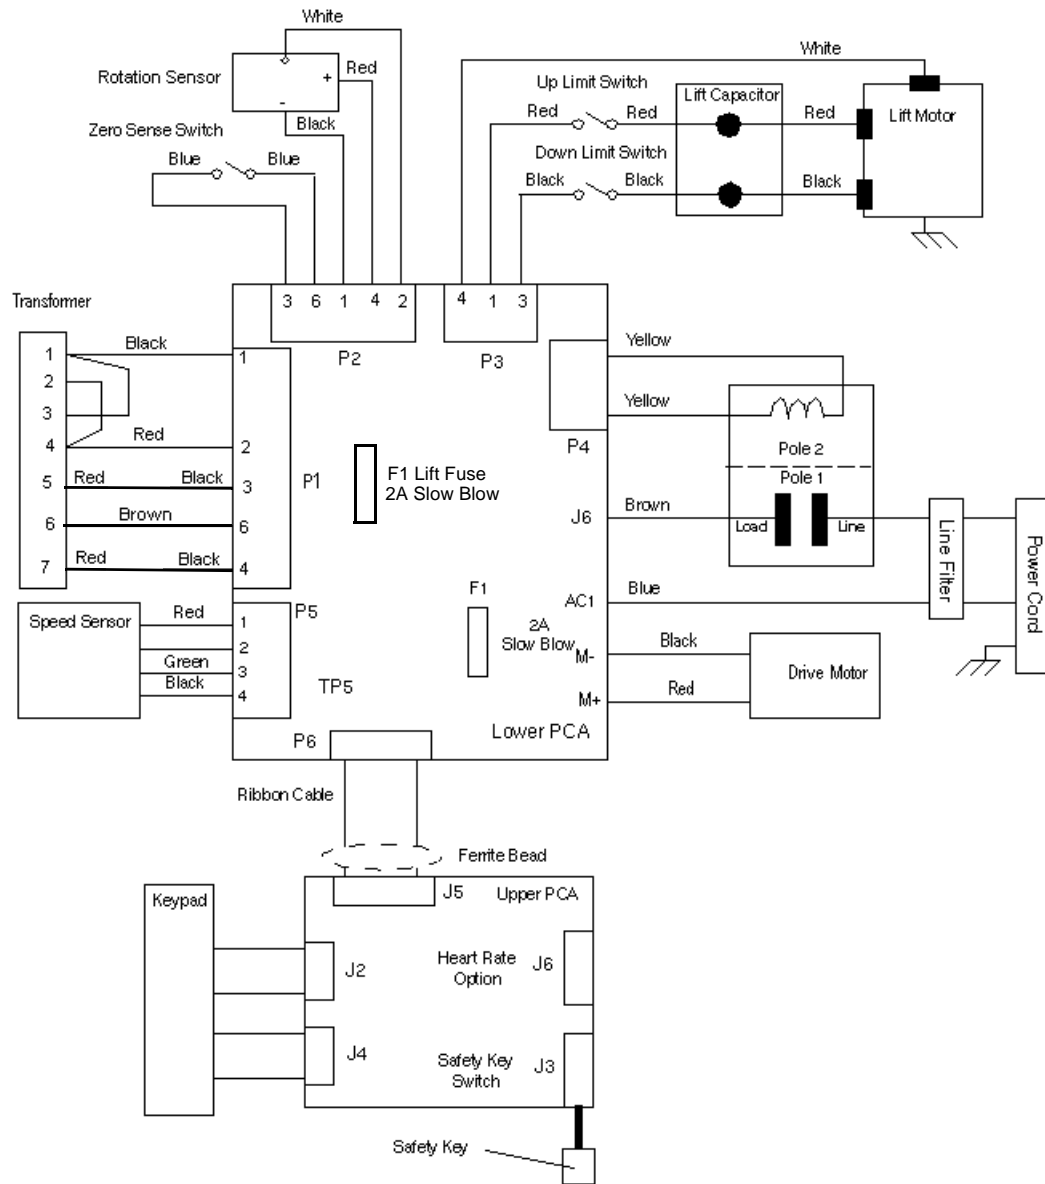 White
Rotation Sensor
Red
+
-
Black
Zero Sense Switch
Blue
Blue
White
Up Limit Switch
Red
Red
Lift Capacitor
Red
Lift Motor
Down Limit Switch
Black
Black
Black
3 6 1 4 2
P2
4 1 3
P3
Transformer
1
2
3
4
5
6
7
Black
Red
Red
Black
Brown
Red
Black
1
2
3
6
4
P1
F1 Lift Fuse
2A Slow Blow
Yellow
Yellow
P4
Pole 2
Pole 1
Load
Line
J6
Brown
Line Filter
Power Cord
AC1
Blue
F1
2A
Slow Blow
M-
Black
M+
Red
Drive Motor
Speed Sensor
Red
Green
Black
1
2
3
4
P5
TP5
P6
Lower PCA
Ribbon Cable
Ferrite Bead
J5
Upper PCA
Keypad
J2
J4
Heart Rate
Option
J6
Safety Key
Switch
J3
Safety Key